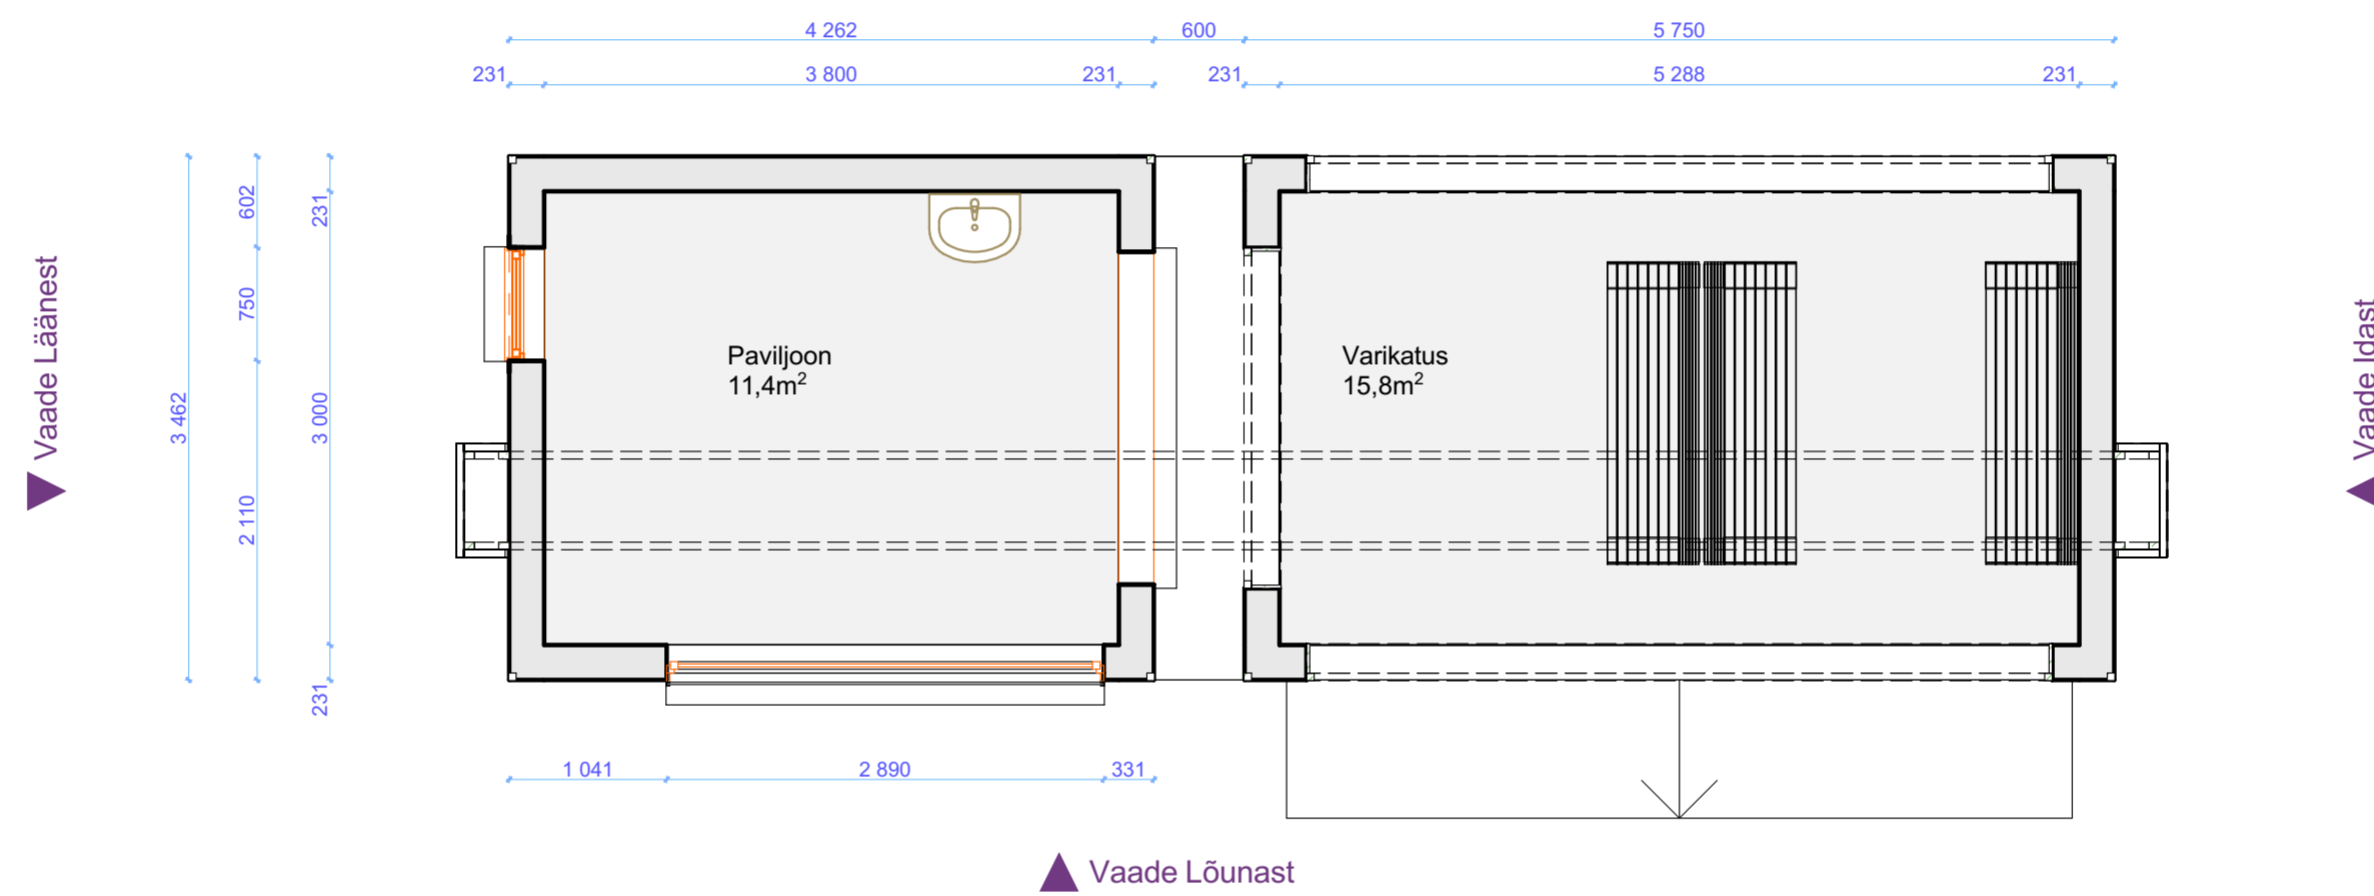 4 262
600
5 750
231
3 800
231
231
5 288
231
602
231
750
3 462
3 000
2 110
231
Vaade Läänest
Paviljoon
11,4m²
Varikatus
15,8m²
Vaade Idast
1 041
2 890
331
Vaade Lõunast